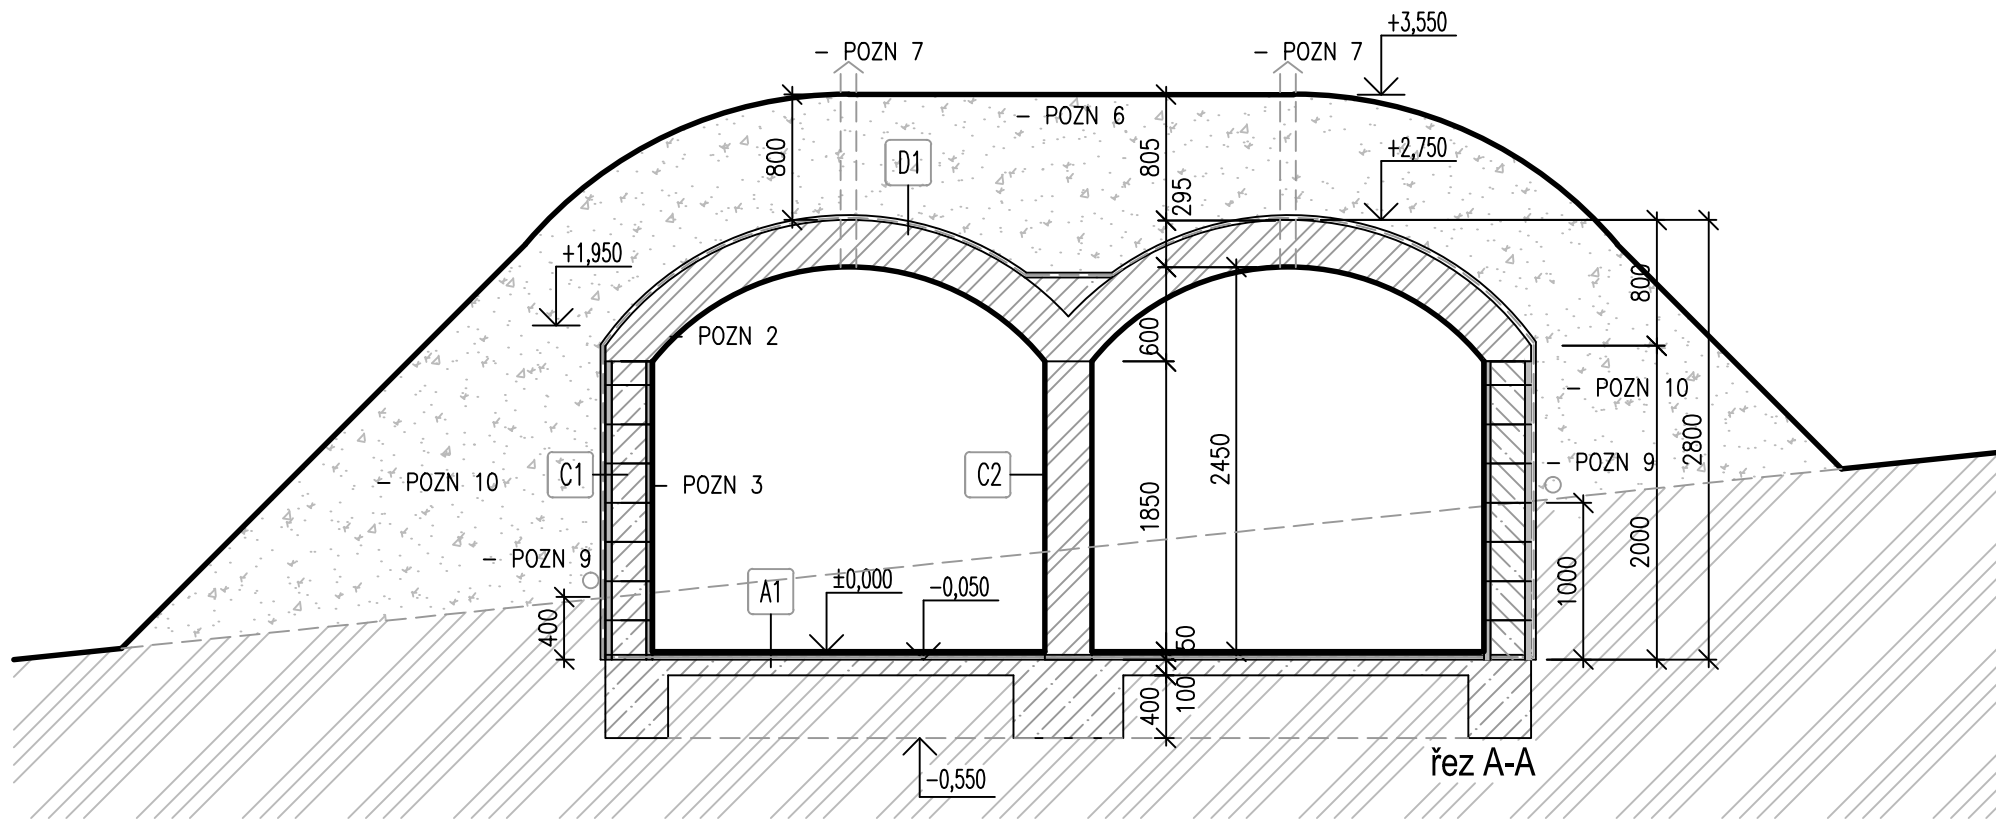 +3,550
– POZN 7
– POZN 7
– POZN 6
+2,750
800
D1
805
295
+1,950
800
– POZN 2
600
– POZN 10
C1
– POZN 3
C2
2450
2800
– POZN 9
– POZN 10
1850
2000
– POZN 9
1000
A1
±0,000
–0,050
400
50
400
100
řez A-A
–0,550